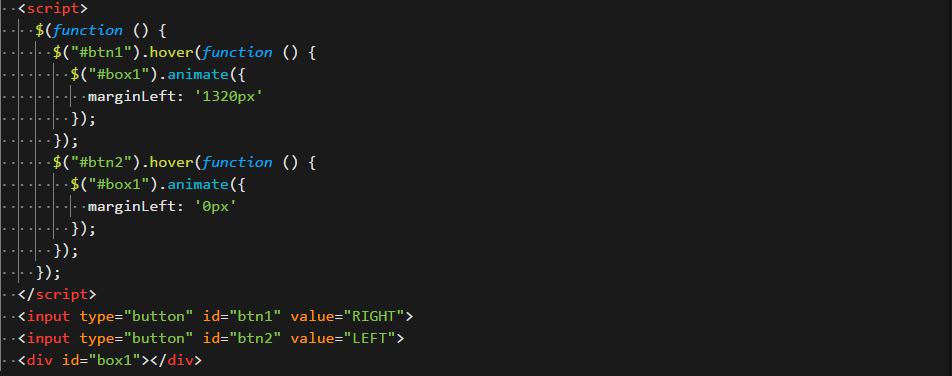 <script>
$(function () {
$("#btn1").hover(function () {
$("#box1").animate({
marginLeft: '1320px'
});
});
$("#btn2").hover(function () {
$("#box1").animate({
marginLeft: '0px'
});
});
});
</script>
<input type="button" id="btn1" value="RIGHT">
<input type="button" id="btn2" value="LEFT">
<div id="box1"></div>